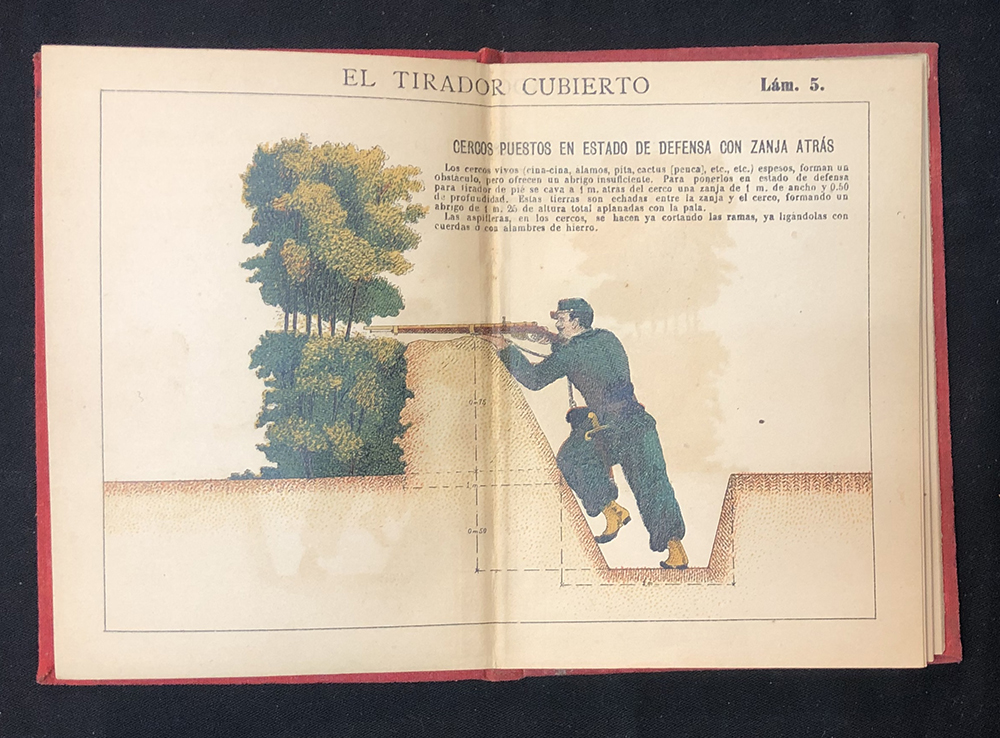 EL TIRADOR CUBIERTO
Lám. 5.
CERCOS PUESTOS EN ESTADO DE DEFENSA CON ZANJA ATRÁS
Los cercos vivos (cina-cina, alamos, pita, cactus [penca], etc., etc.) espesos, forman un
obstáculo, pero ofrecen un abrigo insuficiente. Para ponerlos en estado de defensa
para tirador de pié se cava a 1 m. atras del cerco una zanja de 1 m. de ancho y 0.50
de profundidad. Estas tierras son echadas entre la zanja y el cerco, formando un
abrigo de 1 m. 25 de altura total aplanadas con la pala.
Las aspilleras, en los cercos, se hacen ya cortando las ramas, ya ligándolas con
cuerdas ó con alambres de hierro.
0-75
0-50